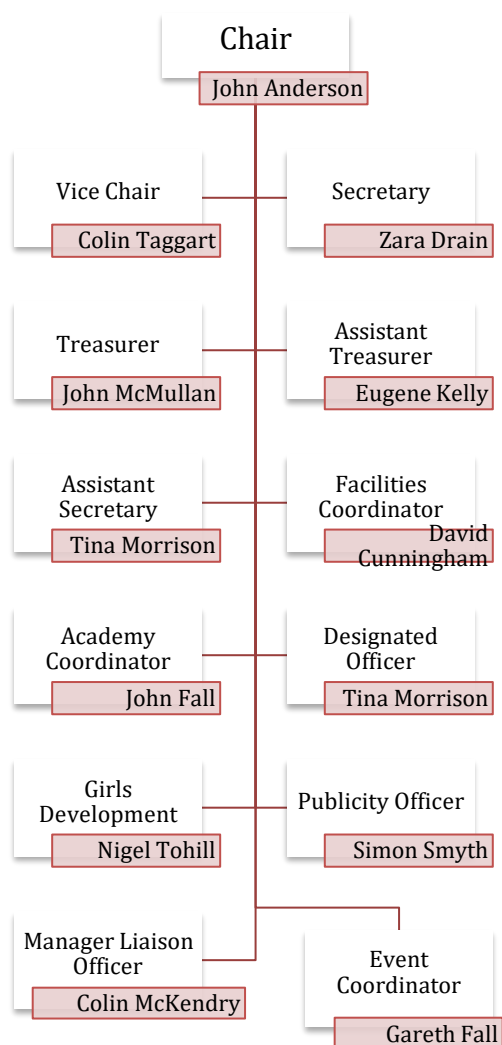 Chair
John Anderson
Vice Chair
Colin Taggart
Secretary
Zara Drain
Treasurer
John McMullan
Assistant
Treasurer
Eugene Kelly
Assistant
Secretary
Tina Morrison
Facilities
Coordinator
David
Cunningham
Academy
Coordinator
John Fall
Designated
Officer
Tina Morrison
Girls
Development
Nigel Tohill
Publicity Officer
Simon Smyth
Manager Liaison
Officer
Colin McKendry
Event
Coordinator
Gareth Fall